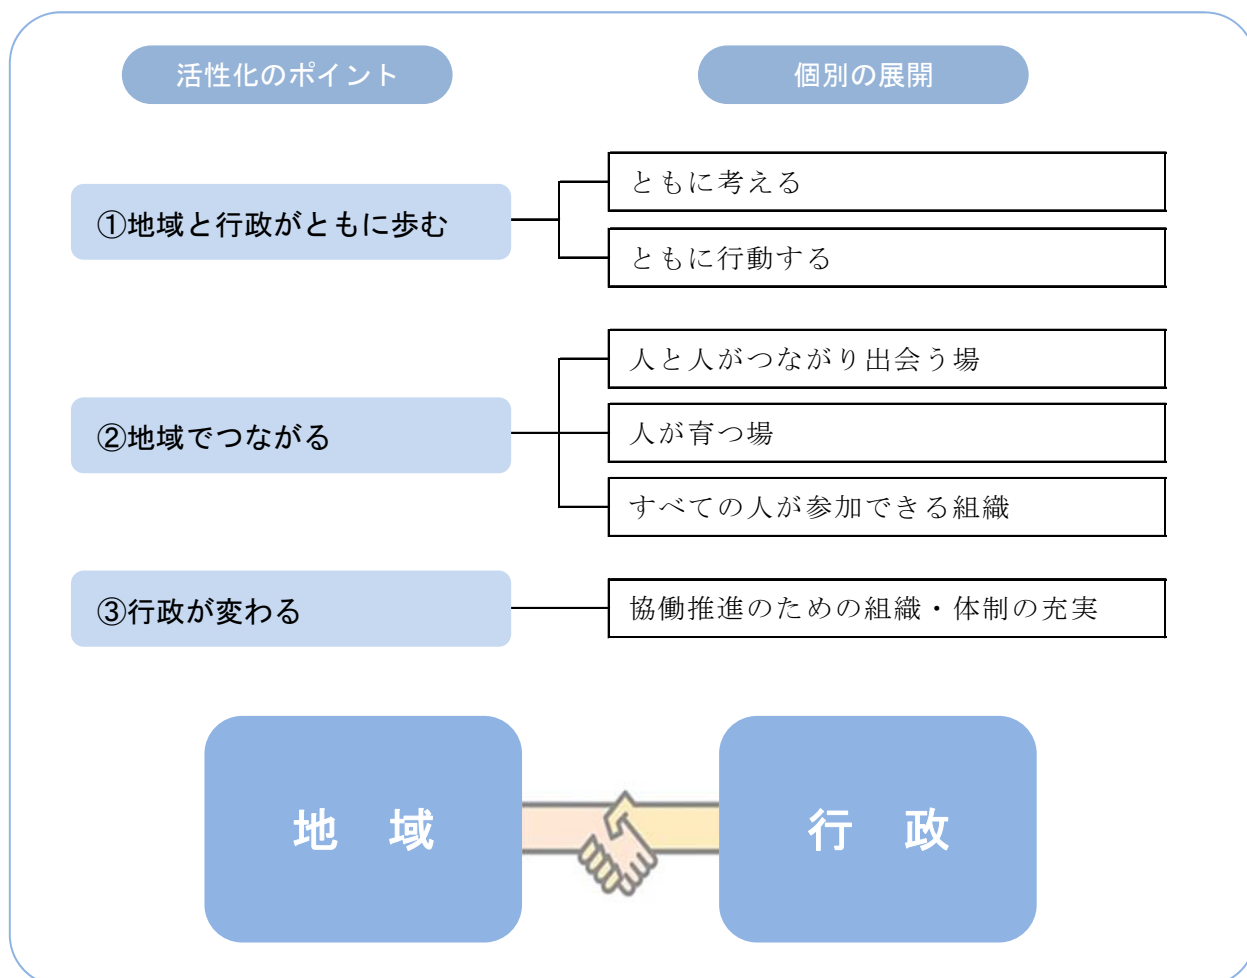 活性化のポイント
個別の展開
①地域と行政がともに歩む
ともに考える
ともに行動する
②地域でつながる
人と人がつながり出会う場
人が育つ場
すべての人が参加できる組織
③行政が変わる
協働推進のための組織・体制の充実
地　域
行　政